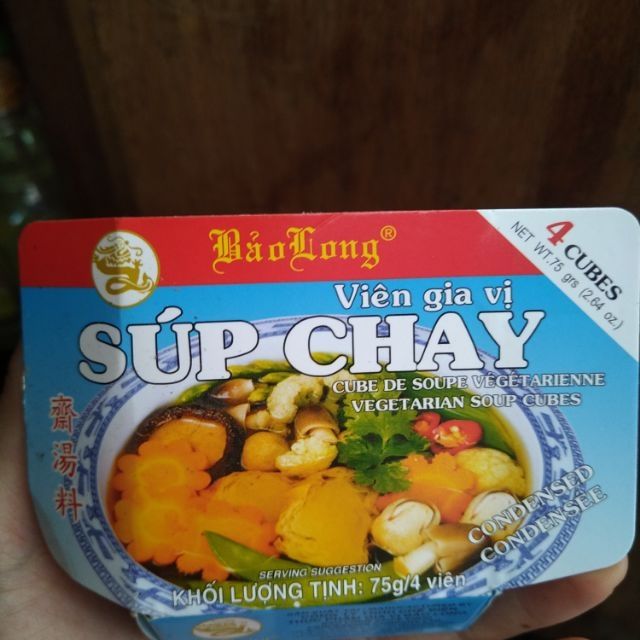 BảoLong®
4 CUBES
NET WT.75 grs (2.64 oz.)
Viên gia vị
SÚP CHAY
CUBE DE SOUPE VÉGÉTARIENNE
VEGETARIAN SOUP CUBES
齋湯料
CONDENSED
CONDENSÉE
SERVING SUGGESTION
KHỐI LƯỢNG TỊNH: 75g/4 viên